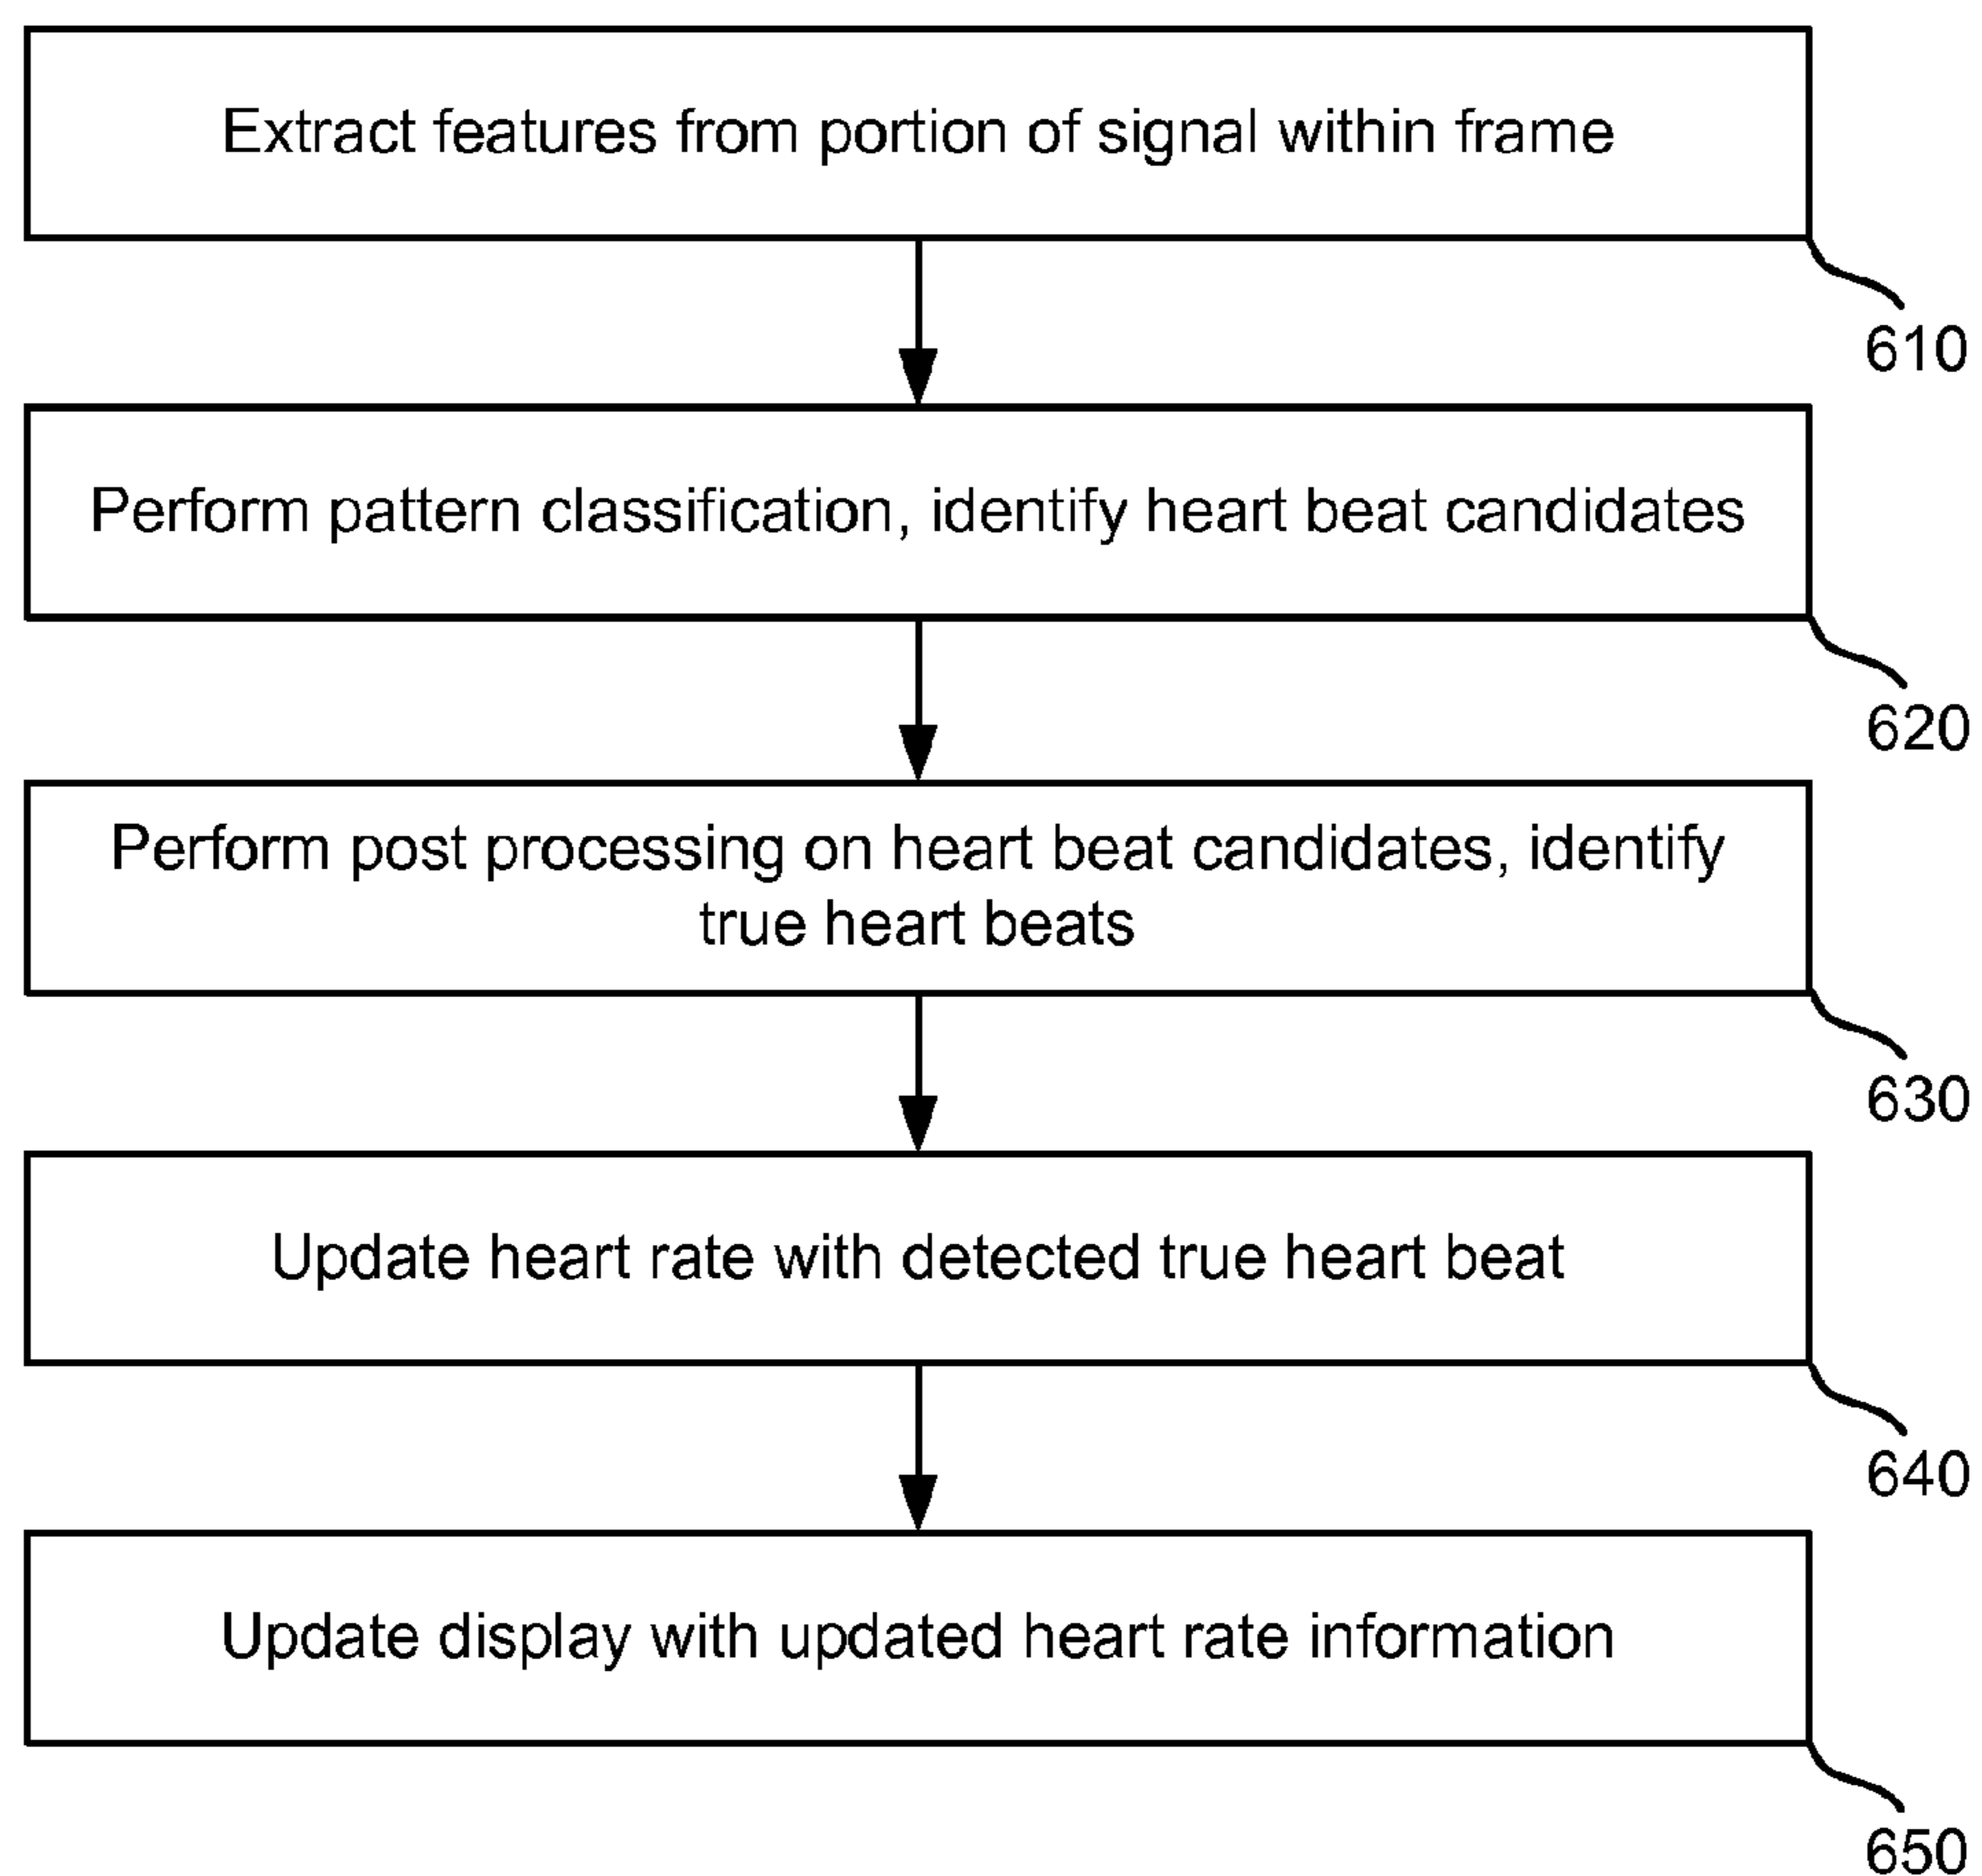 Extract features from portion of signal within frame
610
Perform pattern classification, identify heart beat candidates
620
Perform post processing on heart beat candidates, identify
true heart beats
630
Update heart rate with detected true heart beat
640
Update display with updated heart rate information
650